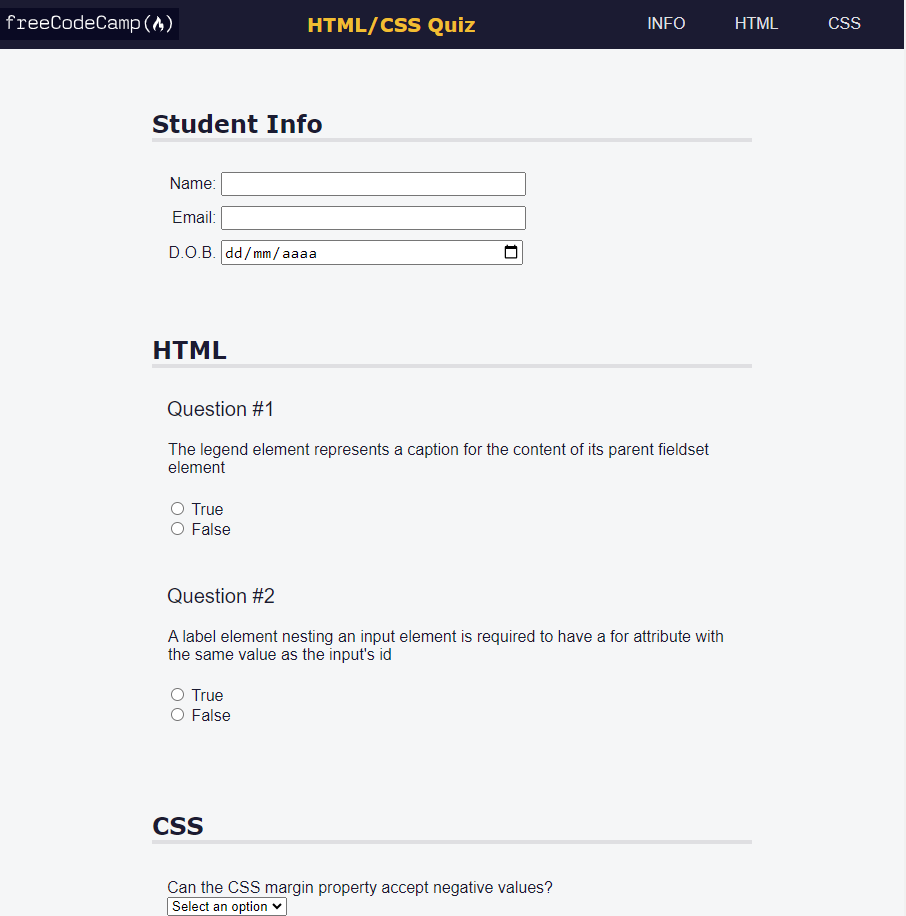 freeCodeCamp(🔥)
HTML/CSS Quiz
INFO
HTML
CSS
Student Info
Name:
Email:
D.O.B.
dd/mm/aaaa
HTML
Question #1
The legend element represents a caption for the content of its parent fieldset
element
True
False
Question #2
A label element nesting an input element is required to have a for attribute with
the same value as the input's id
True
False
CSS
Can the CSS margin property accept negative values?
Select an option